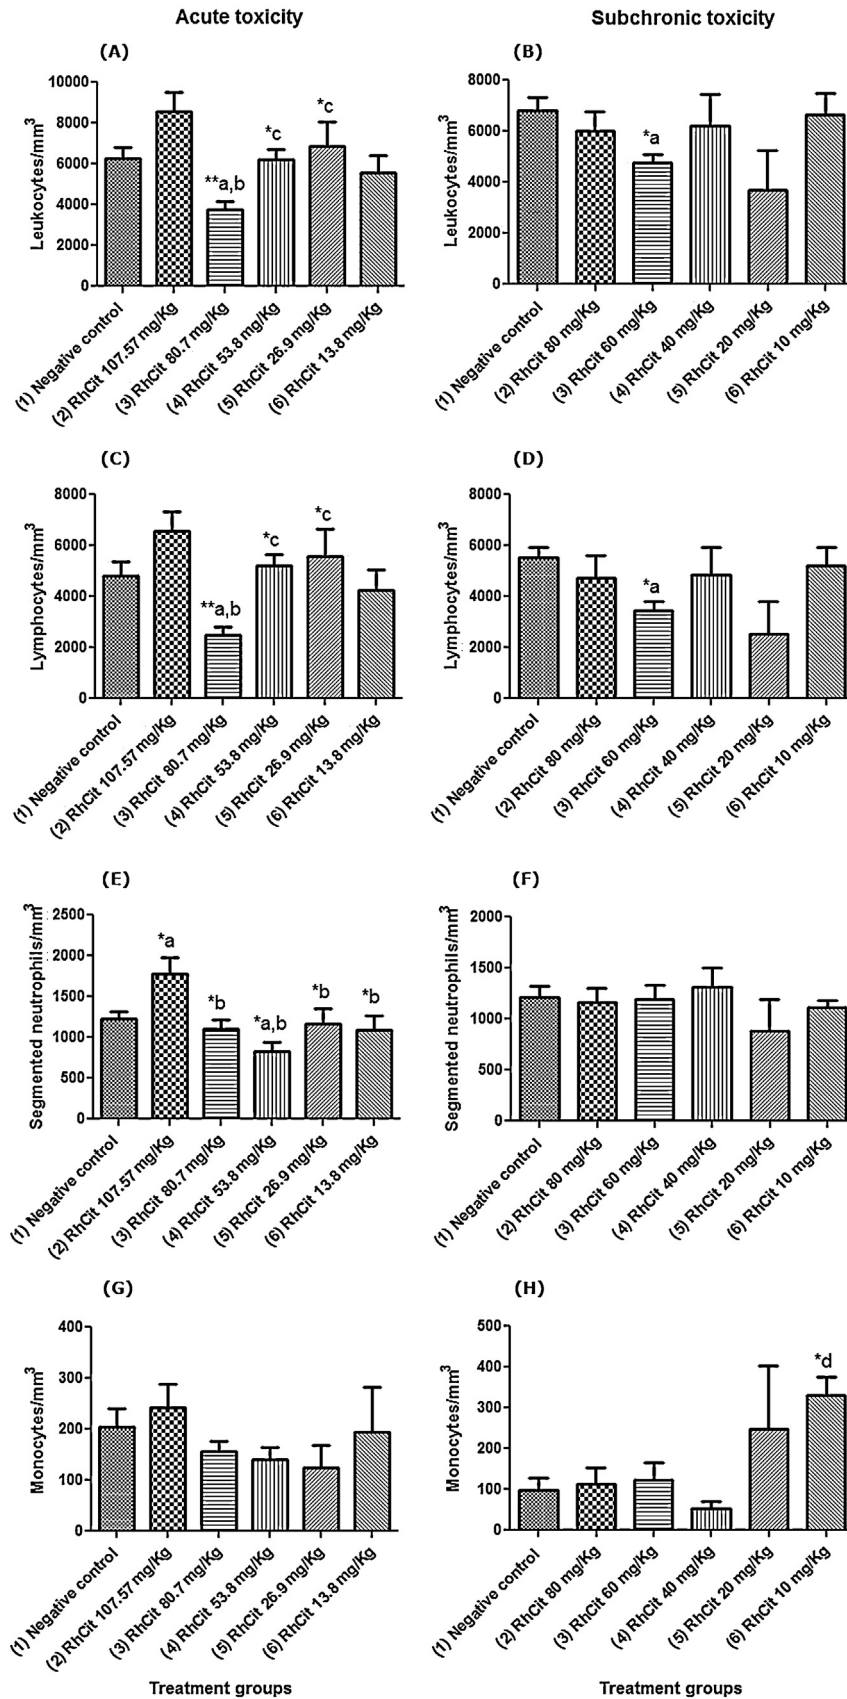 Acute toxicity
Subchronic toxicity
(A)
Leukocytes/mm³
10000
8000
6000
4000
2000
0
**a,b
*c
*c
(1) Negative control
(2) RhCit 107.57 mg/Kg
(3) RhCit 80.7 mg/Kg
(4) RhCit 53.8 mg/Kg
(5) RhCit 26.9 mg/Kg
(6) RhCit 13.8 mg/Kg
(B)
Leukocytes/mm³
8000
6000
4000
2000
0
*a
(1) Negative control
(2) RhCit 80 mg/Kg
(3) RhCit 60 mg/Kg
(4) RhCit 40 mg/Kg
(5) RhCit 20 mg/Kg
(6) RhCit 10 mg/Kg
(C)
Lymphocytes/mm³
8000
6000
4000
2000
0
**a,b
*c
*c
(1) Negative control
(2) RhCit 107.57 mg/Kg
(3) RhCit 80.7 mg/Kg
(4) RhCit 53.8 mg/Kg
(5) RhCit 26.9 mg/Kg
(6) RhCit 13.8 mg/Kg
(D)
Lymphocytes/mm³
8000
6000
4000
2000
0
*a
(1) Negative control
(2) RhCit 80 mg/Kg
(3) RhCit 60 mg/Kg
(4) RhCit 40 mg/Kg
(5) RhCit 20 mg/Kg
(6) RhCit 10 mg/Kg
(E)
Segmented neutrophils/mm³
2500
2000
1500
1000
500
0
*a
*b
*a,b
*b
*b
(1) Negative control
(2) RhCit 107.57 mg/Kg
(3) RhCit 80.7 mg/Kg
(4) RhCit 53.8 mg/Kg
(5) RhCit 26.9 mg/Kg
(6) RhCit 13.8 mg/Kg
(F)
Segmented neutrophils/mm³
2000
1500
1000
500
0
(1) Negative control
(2) RhCit 80 mg/Kg
(3) RhCit 60 mg/Kg
(4) RhCit 40 mg/Kg
(5) RhCit 20 mg/Kg
(6) RhCit 10 mg/Kg
(G)
Monocytes/mm³
400
300
200
100
0
(1) Negative control
(2) RhCit 107.57 mg/Kg
(3) RhCit 80.7 mg/Kg
(4) RhCit 53.8 mg/Kg
(5) RhCit 26.9 mg/Kg
(6) RhCit 13.8 mg/Kg
Treatment groups
(H)
Monocytes/mm³
500
400
300
200
100
0
*d
(1) Negative control
(2) RhCit 80 mg/Kg
(3) RhCit 60 mg/Kg
(4) RhCit 40 mg/Kg
(5) RhCit 20 mg/Kg
(6) RhCit 10 mg/Kg
Treatment groups